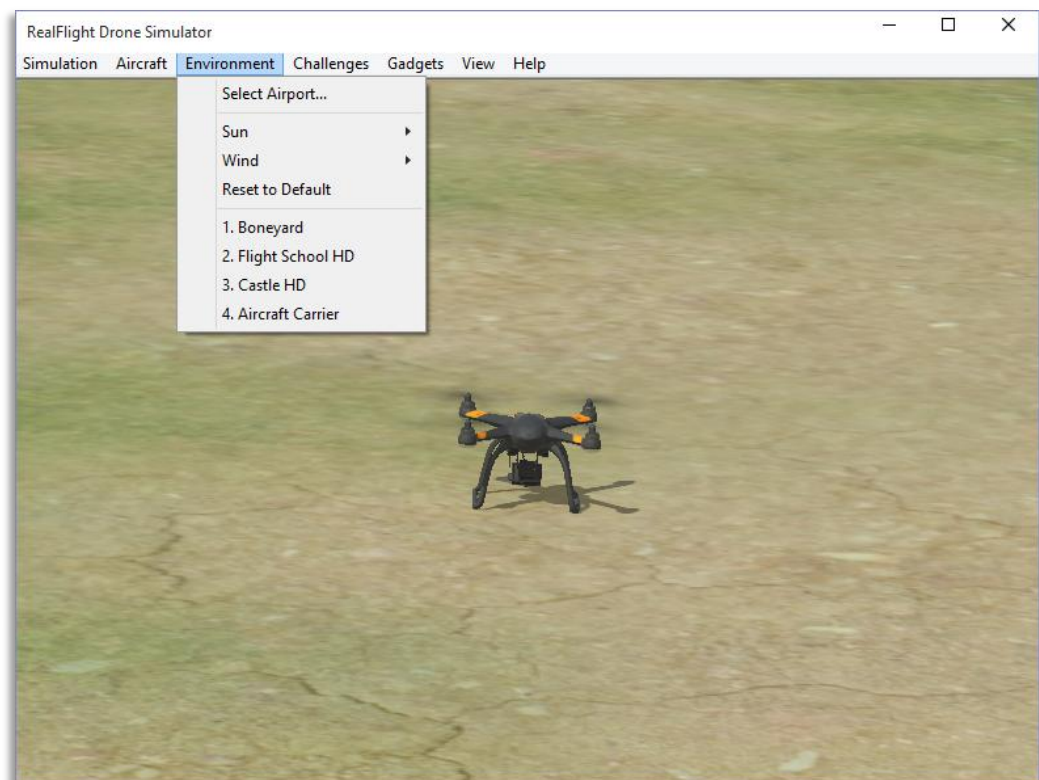 RealFlight Drone Simulator
Simulation Aircraft Environment Challenges Gadgets View Help
Select Airport...
Sun
Wind
Reset to Default
1. Boneyard
2. Flight School HD
3. Castle HD
4. Aircraft Carrier